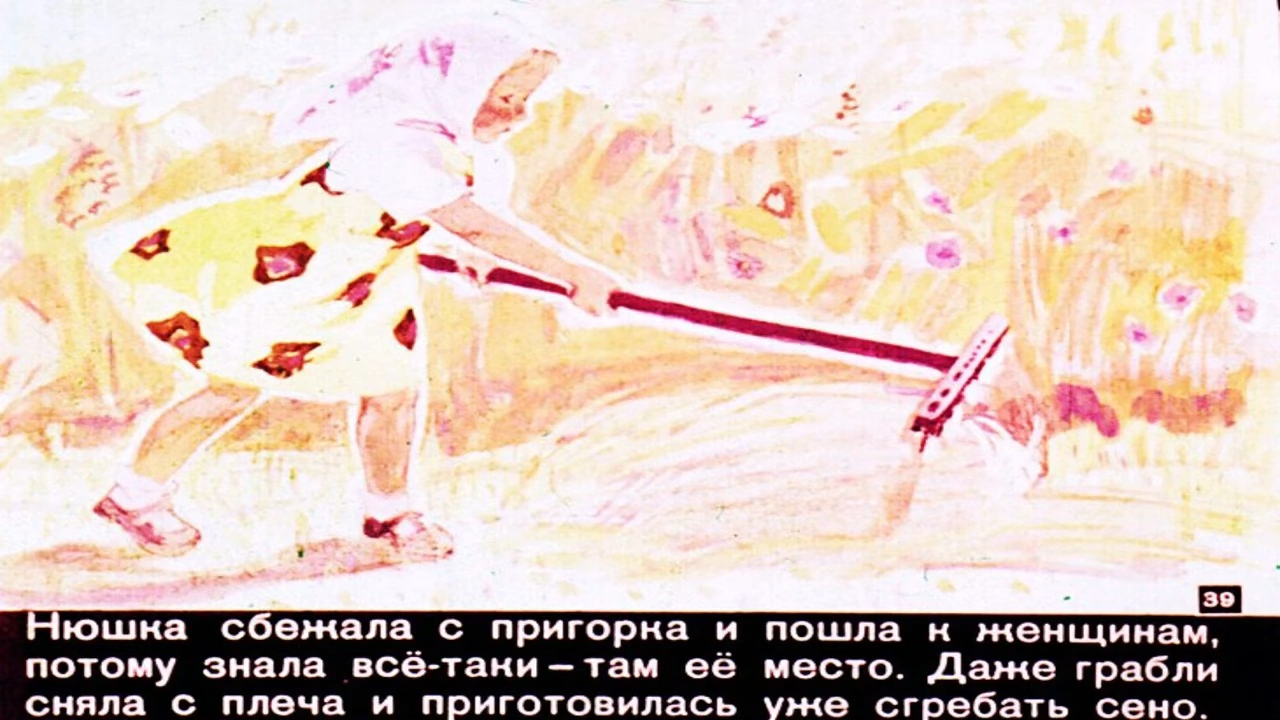 39
Нюшка сбежала с пригорка и пошла к женщинам,
потому знала всё-таки – там её место. Даже грабли
сняла с плеча и приготовилась уже сгребать сено.